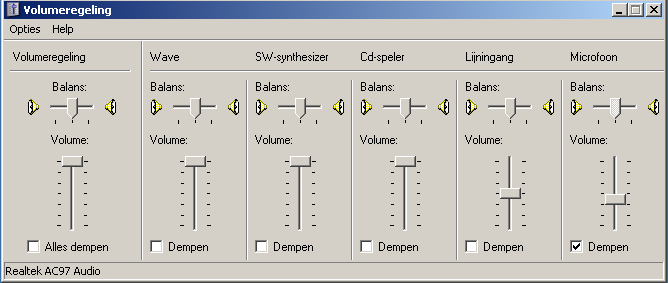 Volumeregeling
Opties Help
Volumeregeling Wave SW-synthesizer Cd-speler Lijningang Microfoon
Balans: Balans: Balans: Balans: Balans: Balans:
Volume: Volume: Volume: Volume: Volume: Volume:
Alles dempen Dempen Dempen Dempen Dempen Dempen
Realtek AC97 Audio